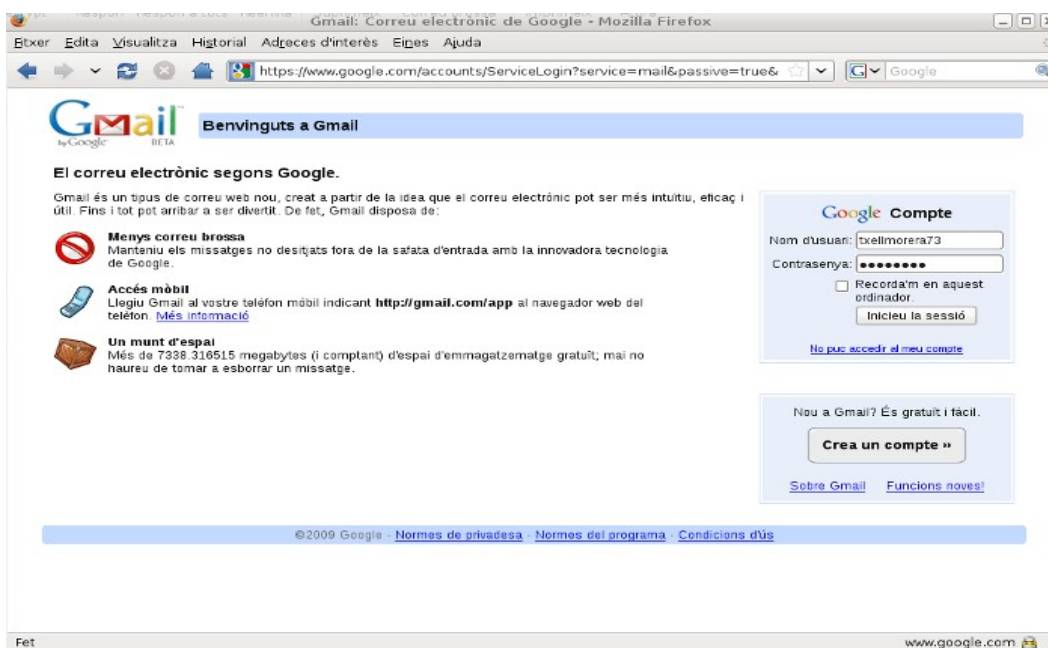 Gmail: Correu electrònic de Google - Mozilla Firefox
Fitxer Edita Visualitza Historial Adreces d'interès Eines Ajuda
https://www.google.com/accounts/ServiceLogin?service=mail&passive=true& Google
Gmail
by Google BETA
Benvinguts a Gmail
El correu electrònic segons Google.
Gmail és un tipus de correu web nou, creat a partir de la idea que el correu electrònic pot ser més intuïtiu, eficaç i
útil. Fins i tot pot arribar a ser divertit. De fet, Gmail disposa de:
Menys correu brossa
Manteniu els missatges no desitjats fora de la safata d'entrada amb la innovadora tecnologia
de Google.
Accés mòbil
Llegiu Gmail al vostre telèfon mòbil indicant http://gmail.com/app al navegador web del
telèfon. Més informació
Un munt d'espai
Més de 7338.316515 megabytes (i comptant) d'espai d'emmagatzematge gratuït; mai no
haureu de tornar a esborrar un missatge.
Google Compte
Nom d'usuari: txellmorera73
Contrasenya: ●●●●●●●●
Recorda'm en aquest
ordinador.
Inicieu la sessió
No puc accedir al meu compte
Nou a Gmail? És gratuït i fàcil.
Crea un compte »
Sobre Gmail Funcions noves!
©2009 Google - Normes de privadesa - Normes del programa - Condicions d'ús
Fet www.google.com